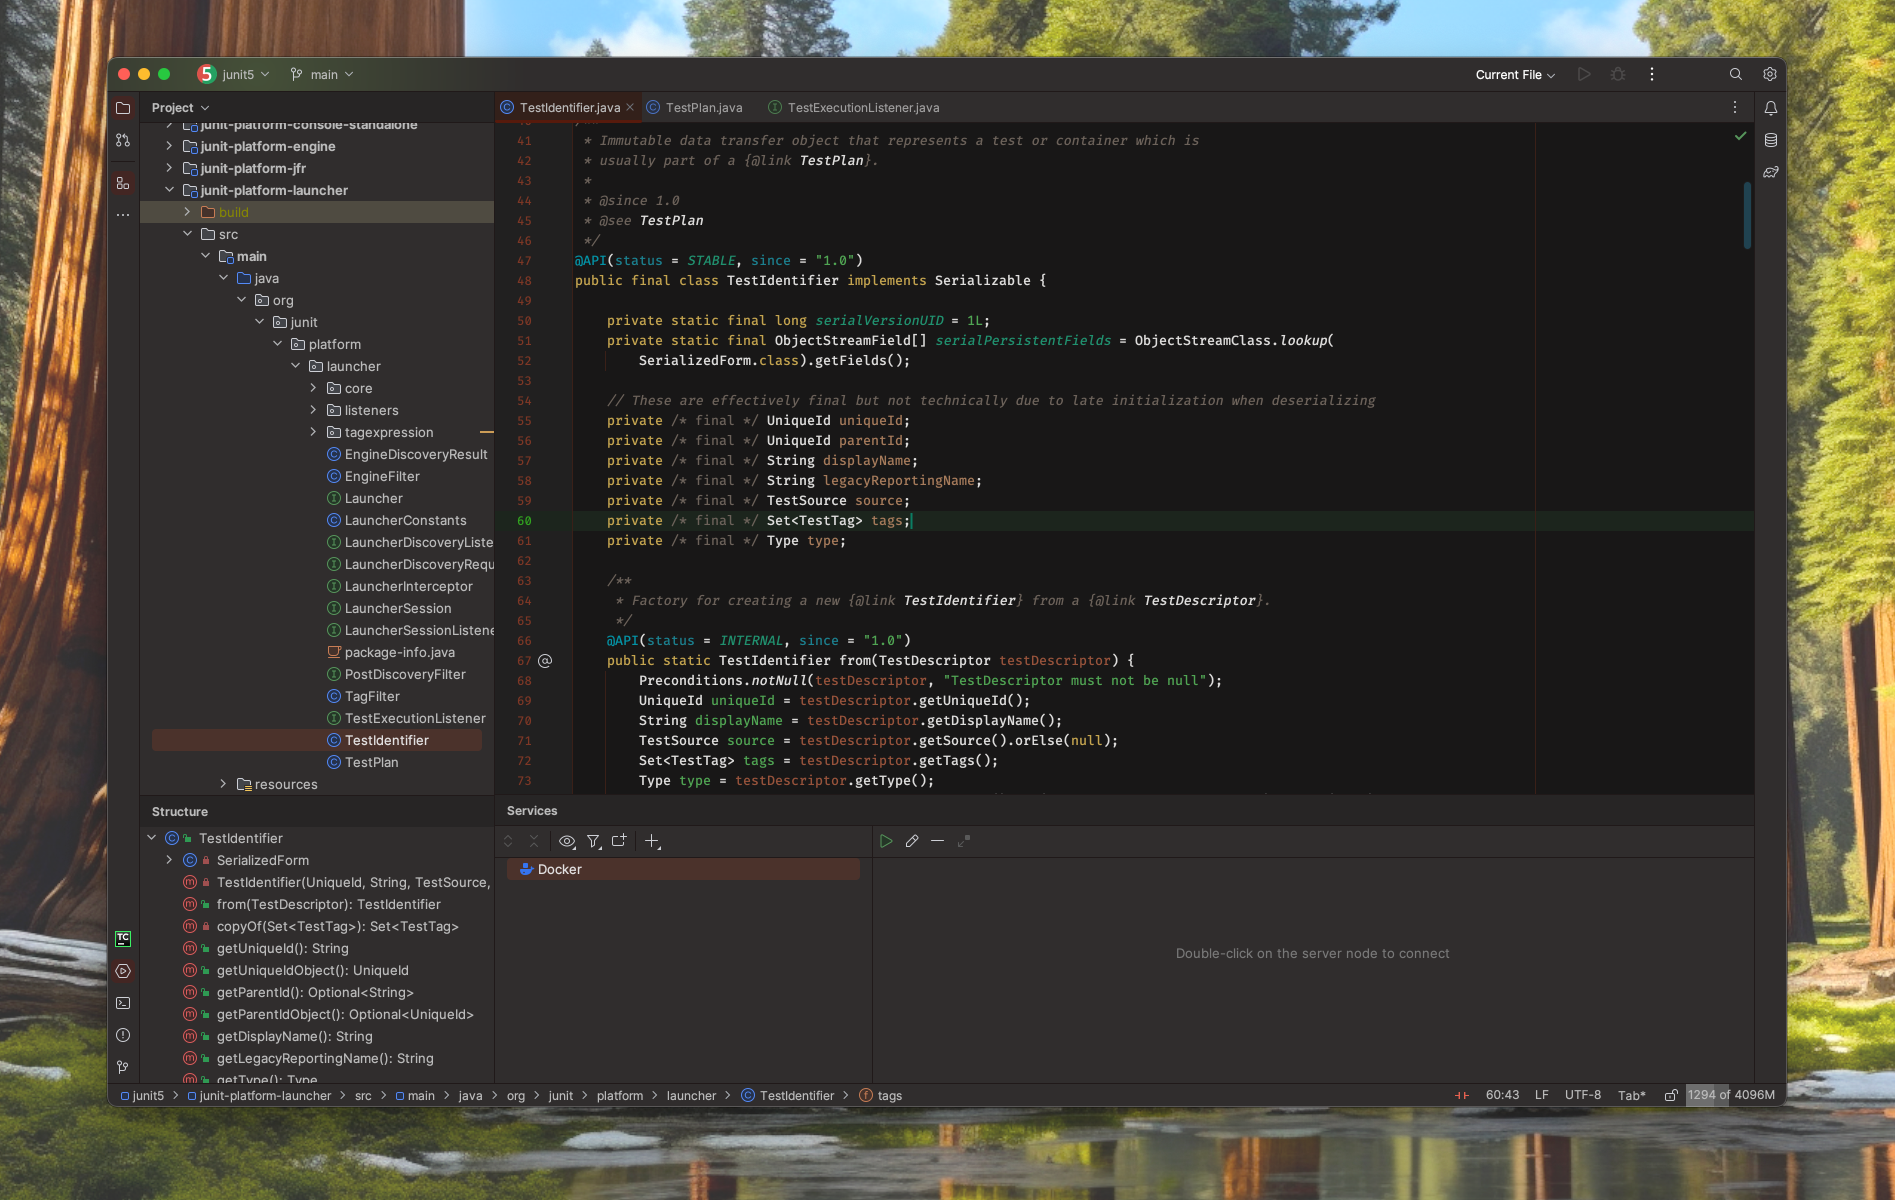 5 junit5 main Current File
Project
TestIdentifier.java TestPlan.java TestExecutionListener.java
junit-platform-console-standalone
junit-platform-engine
junit-platform-jfr
junit-platform-launcher
build
src
main
java
org
junit
platform
launcher
core
listeners
tagexpression
EngineDiscoveryResult
EngineFilter
Launcher
LauncherConstants
LauncherDiscoveryListe
LauncherDiscoveryRequ
LauncherInterceptor
LauncherSession
LauncherSessionListene
package-info.java
PostDiscoveryFilter
TagFilter
TestExecutionListener
TestIdentifier
TestPlan
resources
41 * Immutable data transfer object that represents a test or container which is
42 * usually part of a {@link TestPlan}.
43 *
44 * @since 1.0
45 * @see TestPlan
46 */
47 @API(status = STABLE, since = "1.0")
48 public final class TestIdentifier implements Serializable {
49
50 private static final long serialVersionUID = 1L;
51 private static final ObjectStreamField[] serialPersistentFields = ObjectStreamClass.lookup(
52 SerializedForm.class).getFields();
53
54 // These are effectively final but not technically due to late initialization when deserializing
55 private /* final */ UniqueId uniqueId;
56 private /* final */ UniqueId parentId;
57 private /* final */ String displayName;
58 private /* final */ String legacyReportingName;
59 private /* final */ TestSource source;
60 private /* final */ Set<TestTag> tags;
61 private /* final */ Type type;
62
63 /**
64 * Factory for creating a new {@link TestIdentifier} from a {@link TestDescriptor}.
65 */
66 @API(status = INTERNAL, since = "1.0")
67 @ public static TestIdentifier from(TestDescriptor testDescriptor) {
68 Preconditions.notNull(testDescriptor, "TestDescriptor must not be null");
69 UniqueId uniqueId = testDescriptor.getUniqueId();
70 String displayName = testDescriptor.getDisplayName();
71 TestSource source = testDescriptor.getSource().orElse(null);
72 Set<TestTag> tags = testDescriptor.getTags();
73 Type type = testDescriptor.getType();
Structure
TestIdentifier
SerializedForm
TestIdentifier(UniqueId, String, TestSource,
from(TestDescriptor): TestIdentifier
copyOf(Set<TestTag>): Set<TestTag>
getUniqueId(): String
getUniqueIdObject(): UniqueId
getParentId(): Optional<String>
getParentIdObject(): Optional<UniqueId>
getDisplayName(): String
getLegacyReportingName(): String
getType(): Type
Services
Docker
Double-click on the server node to connect
TC
junit5 junit-platform-launcher src main java org junit platform launcher TestIdentifier tags 60:43 LF UTF-8 Tab* 1294 of 4096M